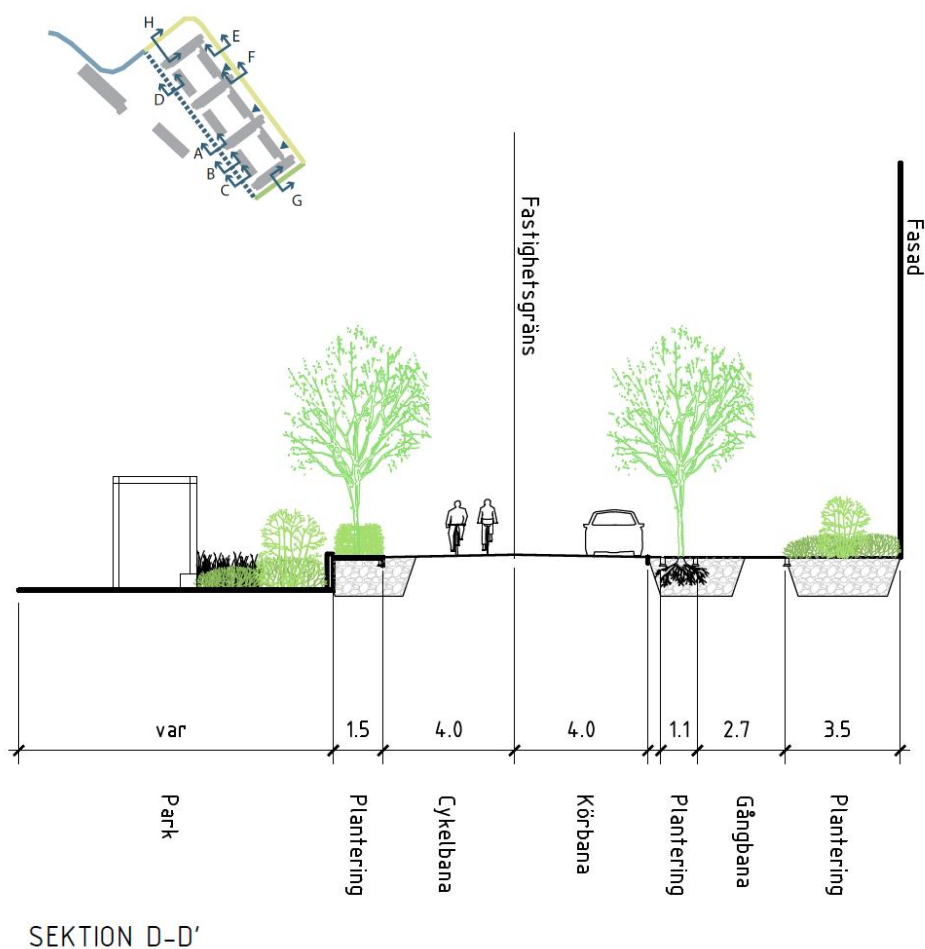 H
E
F
D
A
B
C
G
Fastighetsgräns
Fasad
var
1.5
4.0
4.0
1.1
2.7
3.5
Park
Plantering
Cykelbana
Körbana
Plantering
Gångbana
Plantering
SEKTION D-D'